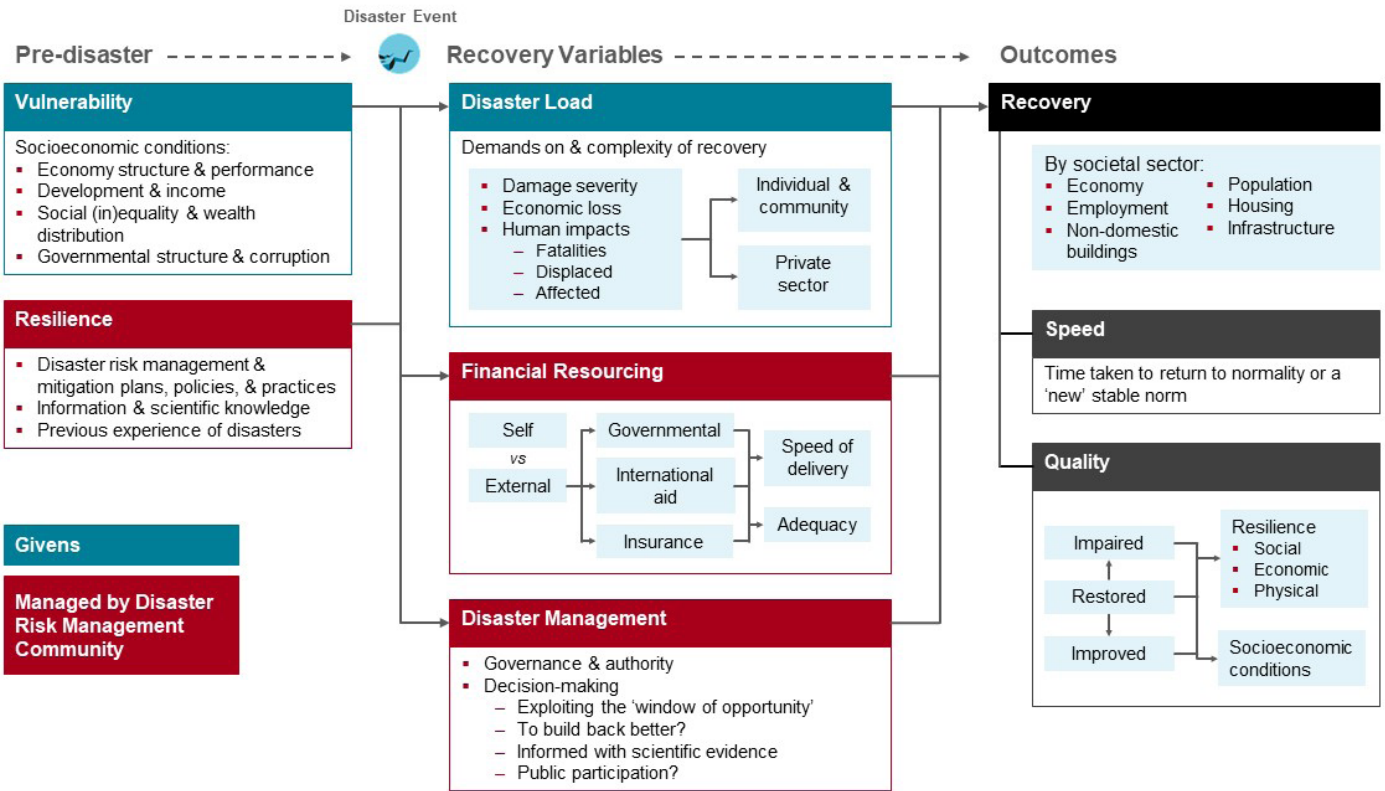 Disaster Event
Pre-disaster
Recovery Variables
Outcomes
Vulnerability
Socioeconomic conditions:
▪ Economy structure & performance
▪ Development & income
▪ Social (in)equality & wealth
distribution
▪ Governmental structure & corruption
Resilience
▪ Disaster risk management &
mitigation plans, policies, & practices
▪ Information & scientific knowledge
▪ Previous experience of disasters
Givens
Managed by Disaster
Risk Management
Community
Disaster Load
Demands on & complexity of recovery
▪ Damage severity
▪ Economic loss
▪ Human impacts
– Fatalities
– Displaced
– Affected
Individual &
community
Private
sector
Financial Resourcing
Self
vs
External
Governmental
International
aid
Insurance
Speed of
delivery
Adequacy
Disaster Management
▪ Governance & authority
▪ Decision-making
– Exploiting the ‘window of opportunity’
– To build back better?
– Informed with scientific evidence
– Public participation?
Recovery
By societal sector:
▪ Economy
▪ Employment
▪ Non-domestic
buildings
▪ Population
▪ Housing
▪ Infrastructure
Speed
Time taken to return to normality or a
‘new’ stable norm
Quality
Impaired
Restored
Improved
Resilience
▪ Social
▪ Economic
▪ Physical
Socioeconomic
conditions